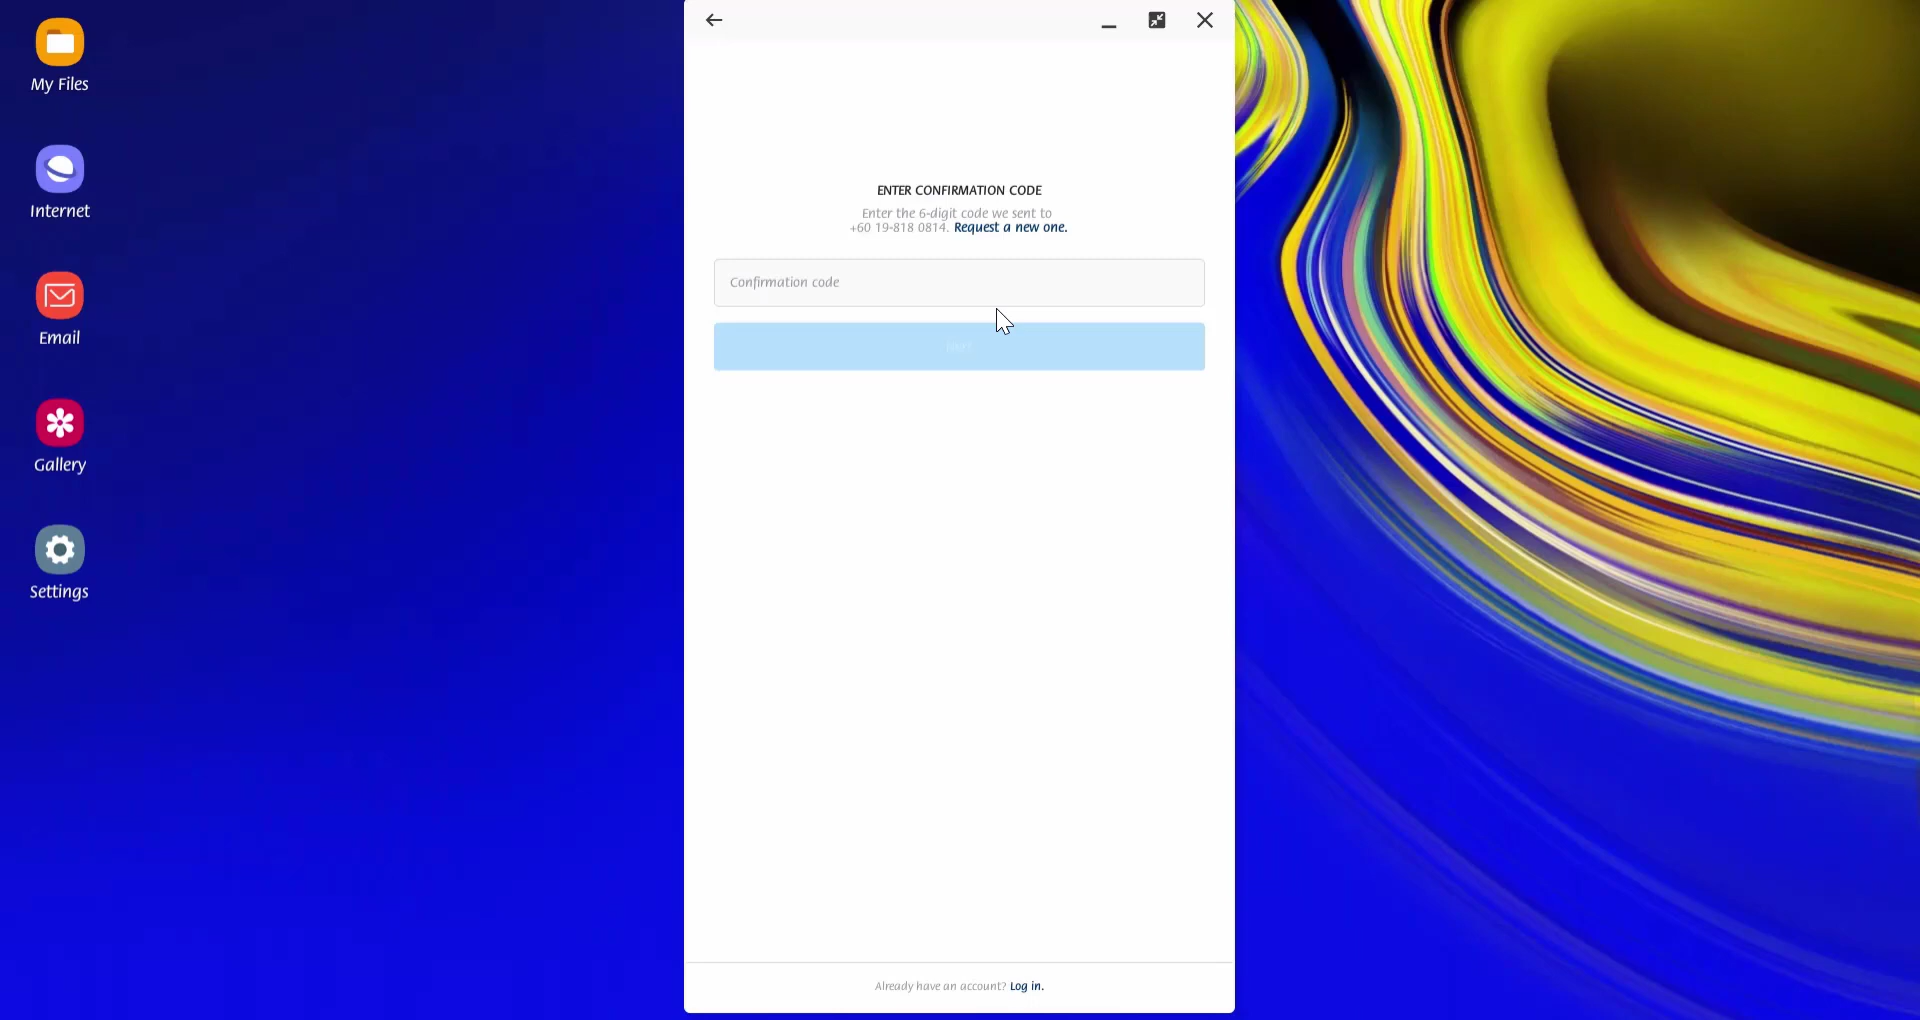 My Files
Internet
Email
Gallery
Settings
ENTER CONFIRMATION CODE
Enter the 6-digit code we sent to
+60 19-818 0814. Request a new one.
Confirmation code
Already have an account? Log in.